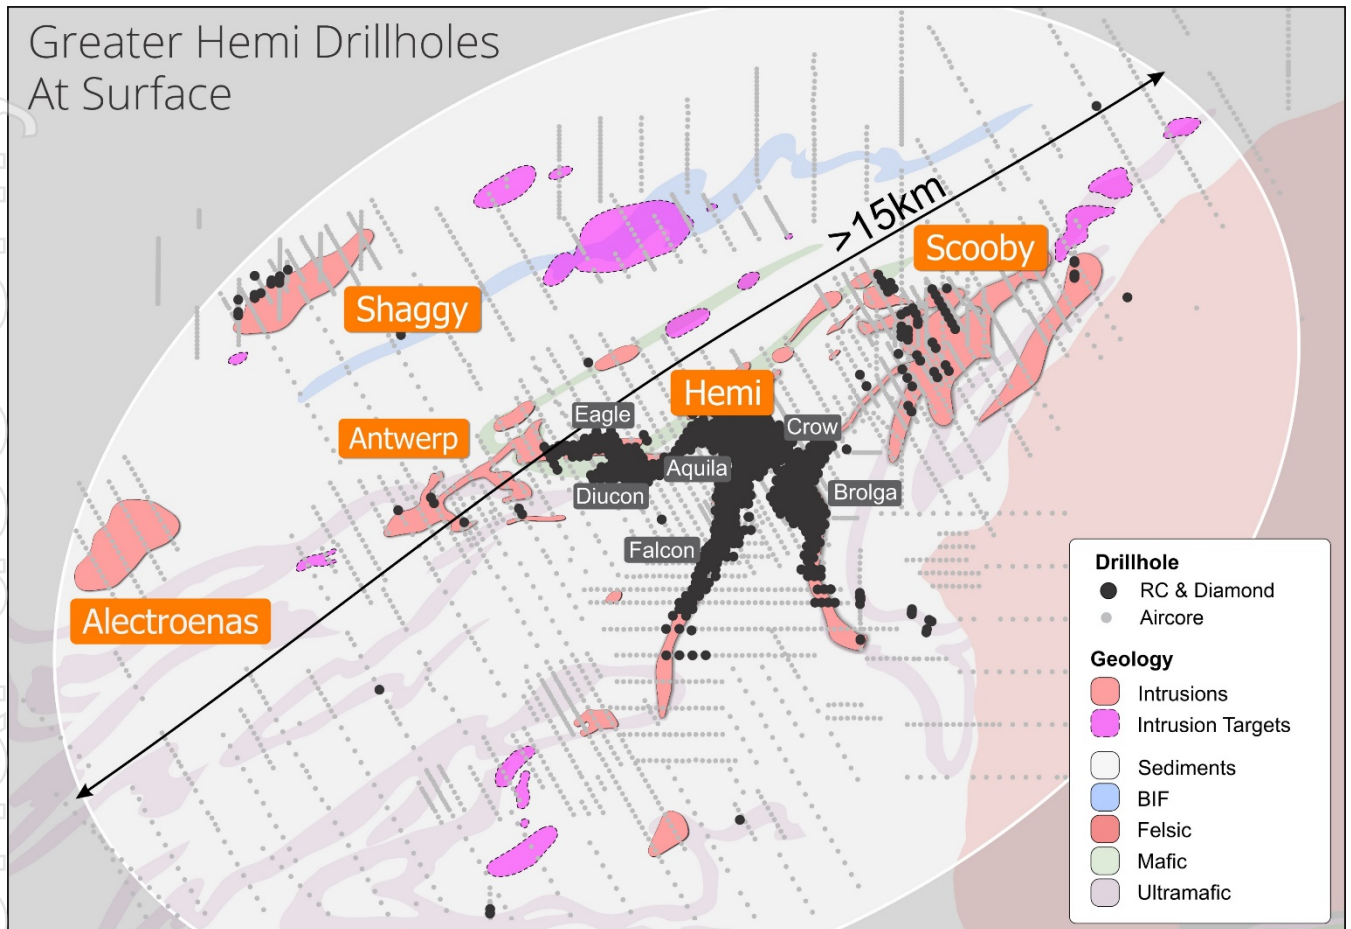 Greater Hemi Drillholes
At Surface
>15km
Scooby
Shaggy
Hemi
Antwerp
Eagle
Crow
Aquila
Diucon
Brolga
Falcon
Alectroenas
Drillhole
RC & Diamond
Aircore
Geology
Intrusions
Intrusion Targets
Sediments
BIF
Felsic
Mafic
Ultramafic